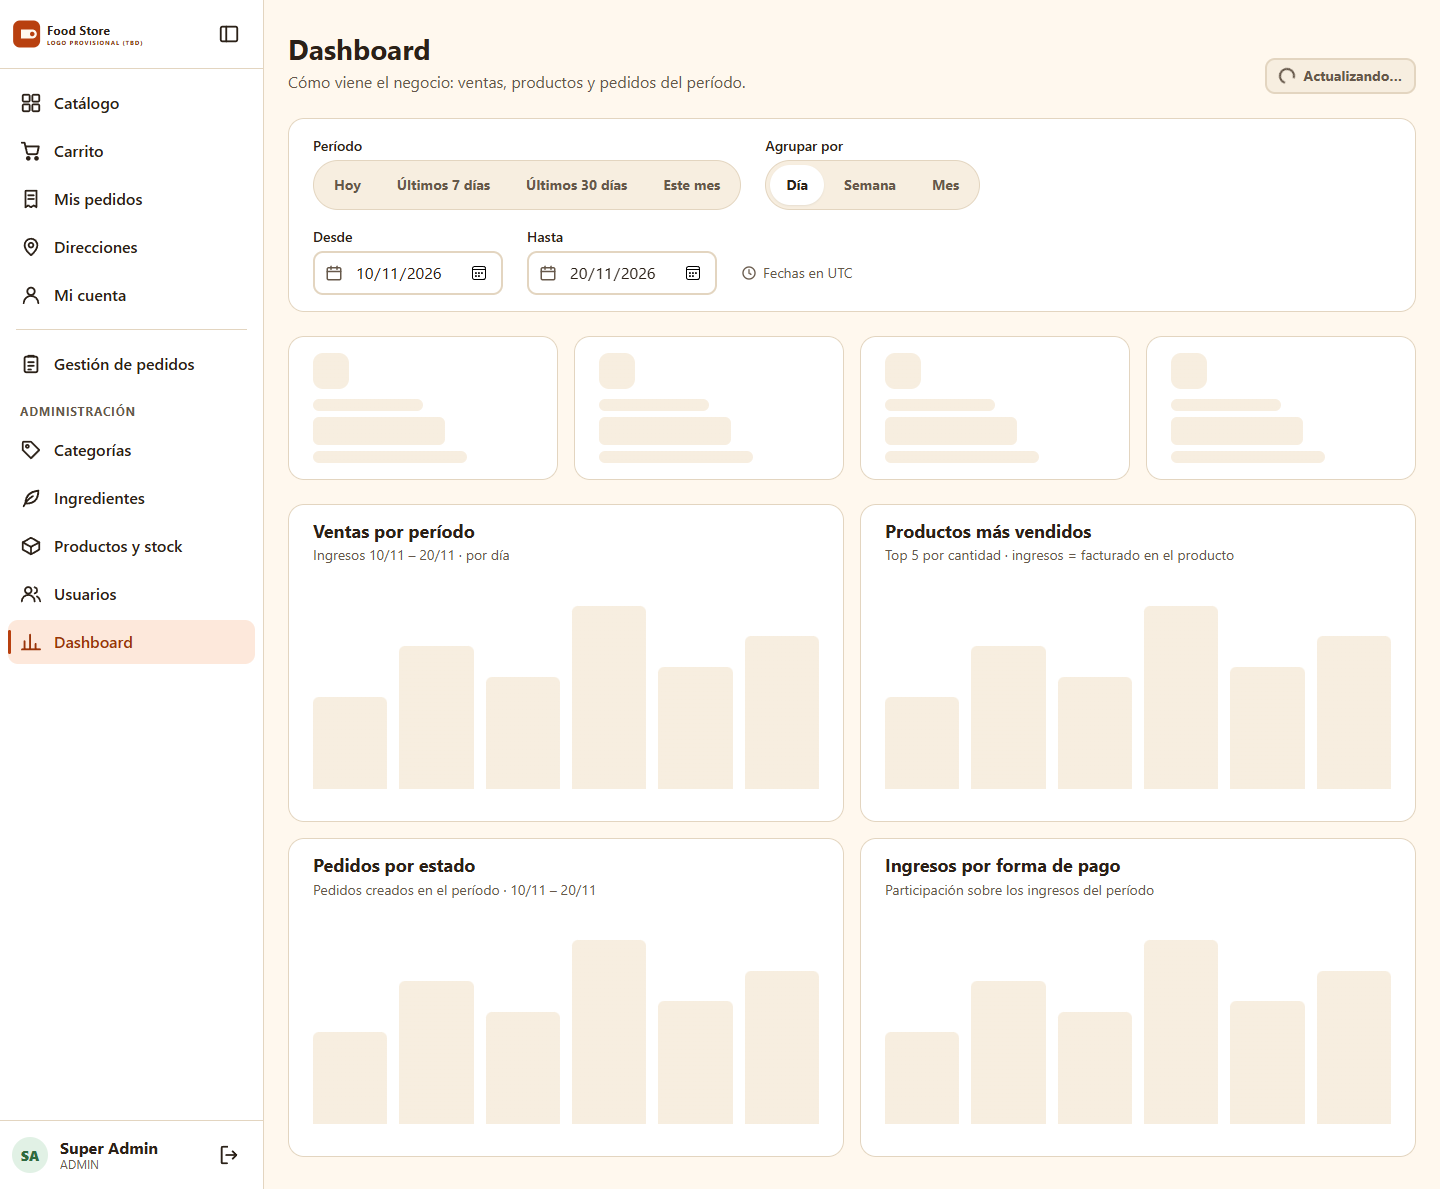 Food Store
LOGO PROVISIONAL (TBD)
Catálogo
Carrito
Mis pedidos
Direcciones
Mi cuenta
Gestión de pedidos
ADMINISTRACIÓN
Categorías
Ingredientes
Productos y stock
Usuarios
Dashboard
SA
Super Admin
ADMIN
Dashboard
Cómo viene el negocio: ventas, productos y pedidos del período.
Actualizando...
Período
Hoy Últimos 7 días Últimos 30 días Este mes
Agrupar por
Día Semana Mes
Desde
10/11/2026
Hasta
20/11/2026
Fechas en UTC
Ventas por período
Ingresos 10/11 – 20/11 · por día
Productos más vendidos
Top 5 por cantidad · ingresos = facturado en el producto
Pedidos por estado
Pedidos creados en el período · 10/11 – 20/11
Ingresos por forma de pago
Participación sobre los ingresos del período